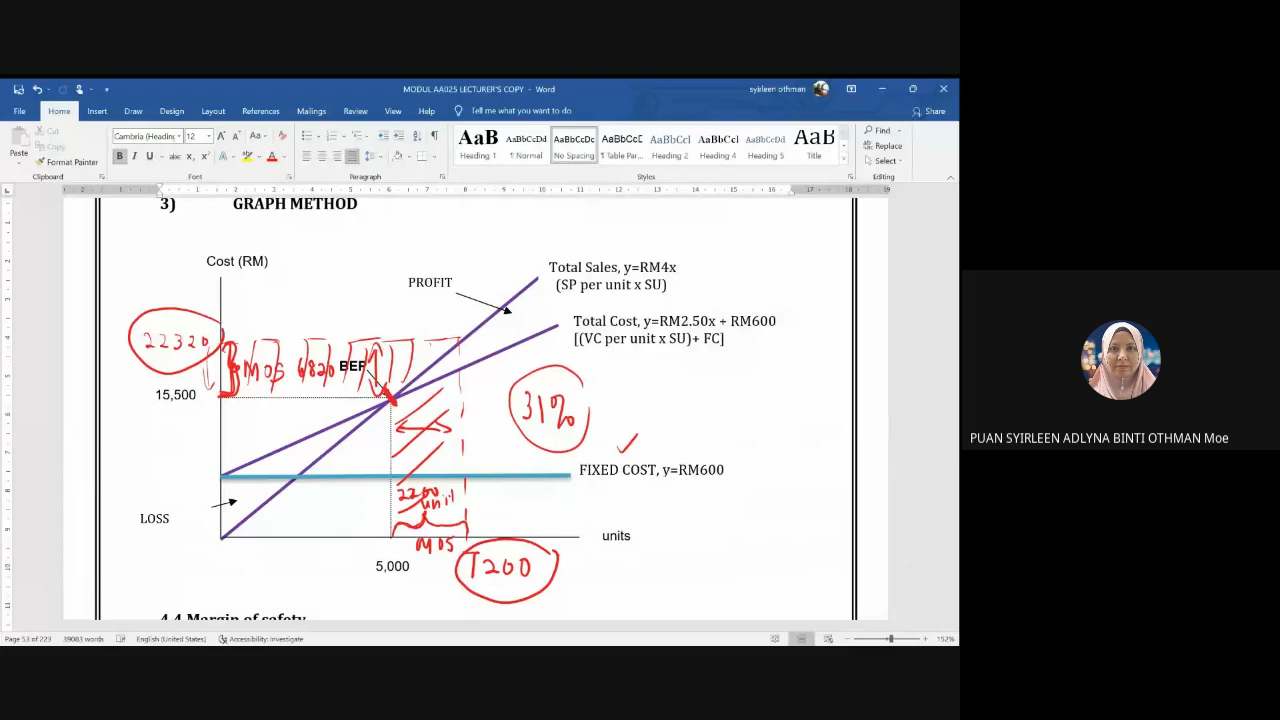 MODUL AA025 LECTURER'S COPY - Word
syirleen othman
File Home Insert Draw Design Layout References Mailings Review View Help Tell me what you want to do Share
Paste
Cut
Copy
Format Painter
Cambria (Heading 12
AaB AaBbCcDd AaBbCcDc AaBbCcD AaBbCcI AaBbCcI AaBbCcD AaB
Heading 1 ¶ Normal No Spacing ¶ Table Par... Heading 2 Heading 4 Heading 5 Title
Find
Replace
Select
Clipboard Font Paragraph Styles Editing
3) GRAPH METHOD
Cost (RM)
Total Sales, y=RM4x
(SP per unit x SU)
PROFIT
Total Cost, y=RM2.50x + RM600
[(VC per unit x SU)+ FC]
22320
MOS 6820
BEP
15,500
31%
FIXED COST, y=RM600
2200
unit
LOSS
units
MOS
5,000
7200
4.4 Margin of safety
Page 53 of 223 39083 words English (United States) Accessibility: Investigate 152%
PUAN SYIRLEEN ADLYNA BINTI OTHMAN Moe